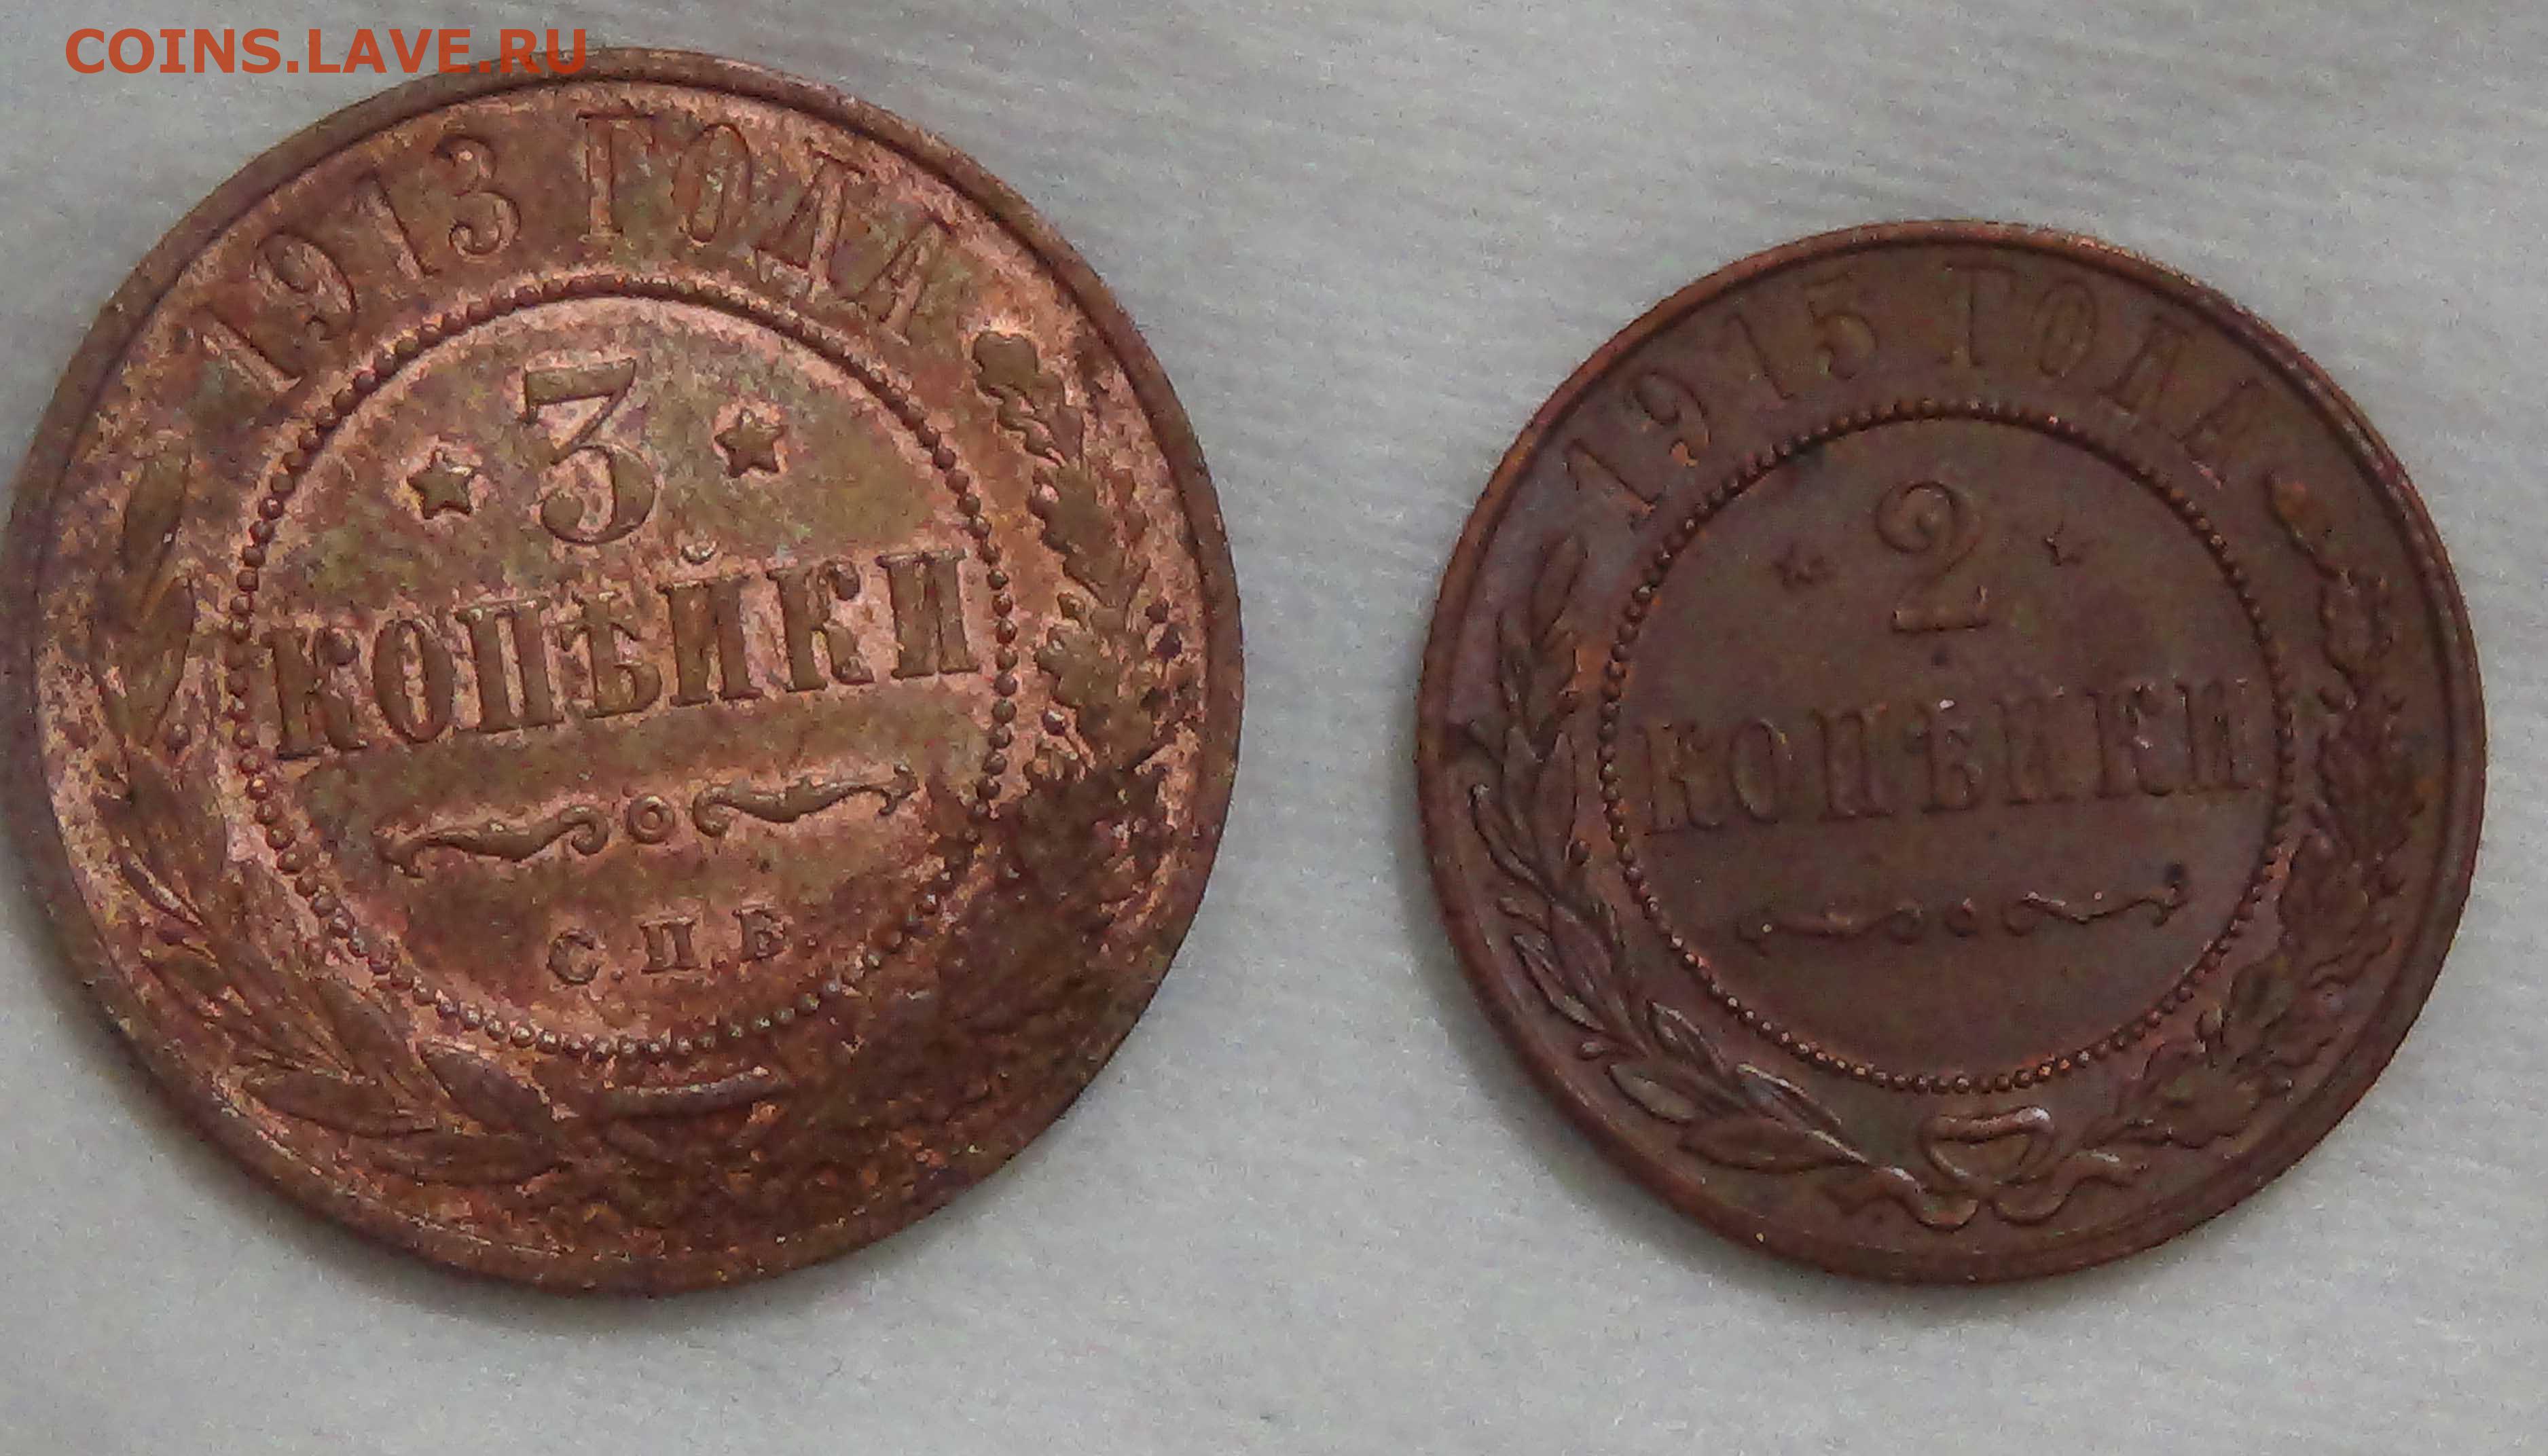 COINS.LAVE.RU
1913 ГОДА
3
КОПѢЙКИ
С.П.Б.
1915 ГОДА
2
КОПѢЙКИ